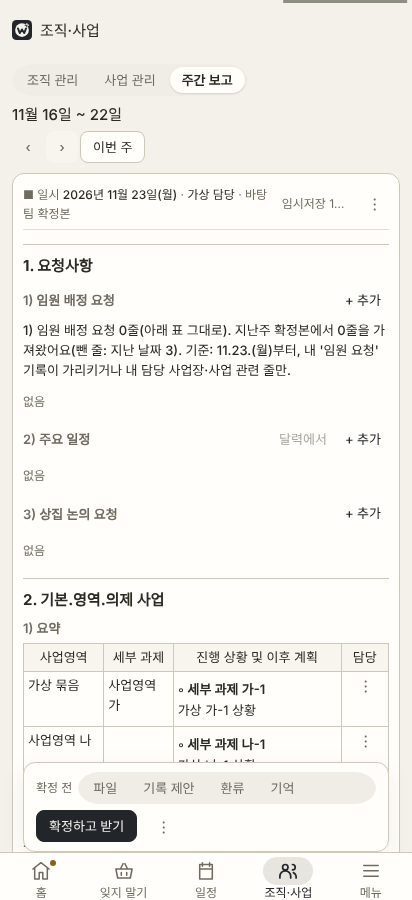 조직·사업
조직 관리 사업 관리 주간 보고
11월 16일 ~ 22일
‹ › 이번 주
■ 일시 2026년 11월 23일(월) · 가상 담당 · 바탕
팀 확정본
임시저장 1... ⋮
1. 요청사항
1) 임원 배정 요청 + 추가
1) 임원 배정 요청 0줄(아래 표 그대로). 지난주 확정본에서 0줄을 가
져왔어요(뺀 줄: 지난 날짜 3). 기준: 11.23.(월)부터, 내 '임원 요청'
기록이 가리키거나 내 담당 사업장·사업 관련 줄만.
없음
2) 주요 일정 달력에서 + 추가
없음
3) 상집 논의 요청 + 추가
없음
2. 기본.영역.의제 사업
1) 요약
사업영역 세부 과제 진행 상황 및 이후 계획 담당
가상 묶음 사업영역 ∘ 세부 과제 가-1 ⋮
가 가상 가-1 상황
사업영역 나 ∘ 세부 과제 나-1 ⋮
확정 전 파일 기록 제안 환류 기억
확정하고 받기 ⋮
홈 잊지 말기 일정 조직·사업 메뉴